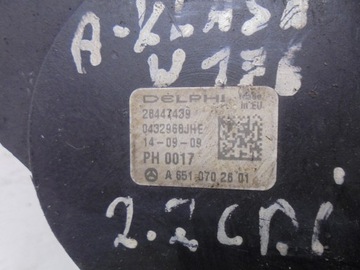 A-KLASA
W176
DELPHI
Made
in EU
28447439
0432968JHE
14-09-09
PH 0017
A 651 070 28 01
2.2 CDI